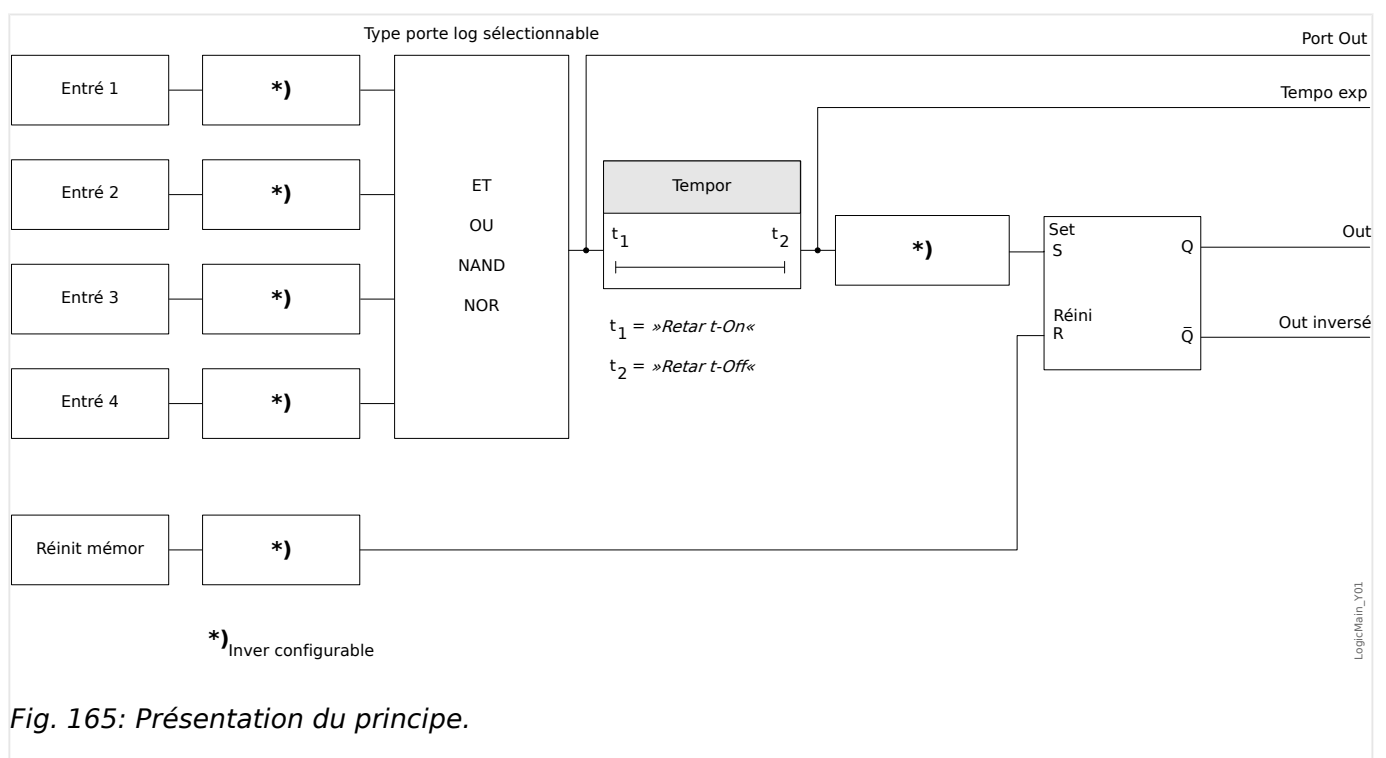 Type porte log sélectionnable
Port Out
Entré 1
*)
Tempo exp
Entré 2
*)
ET
OU
NAND
NOR
Tempor
t1
t2
*)
Set
S
Q
Out
Entré 3
*)
Réini
R
Q̅
Out inversé
t1 = »Retar t-On«
t2 = »Retar t-Off«
Entré 4
*)
Réinit mémor
*)
*)Inver configurable
LogicMain_Y01
Fig. 165: Présentation du principe.